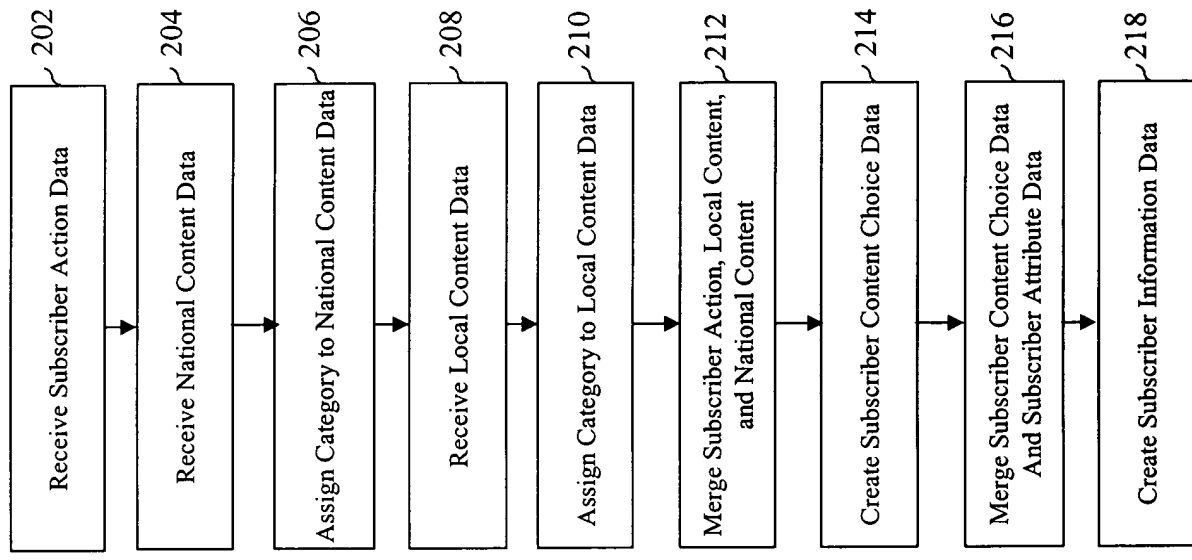 202
Receive Subscriber Action Data
204
Receive National Content Data
206
Assign Category to National Content Data
208
Receive Local Content Data
210
Assign Category to Local Content Data
212
Merge Subscriber Action, Local Content,
and National Content
214
Create Subscriber Content Choice Data
216
Merge Subscriber Content Choice Data
And Subscriber Attribute Data
218
Create Subscriber Information Data